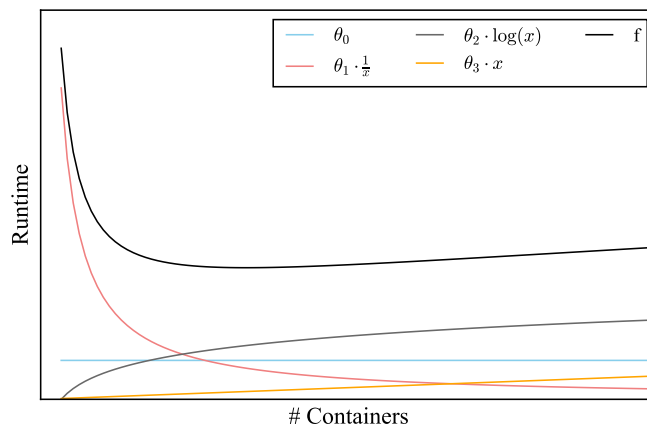 θ₀ θ₂ · log(x) f
θ₁ · 1/x θ₃ · x
Runtime
# Containers